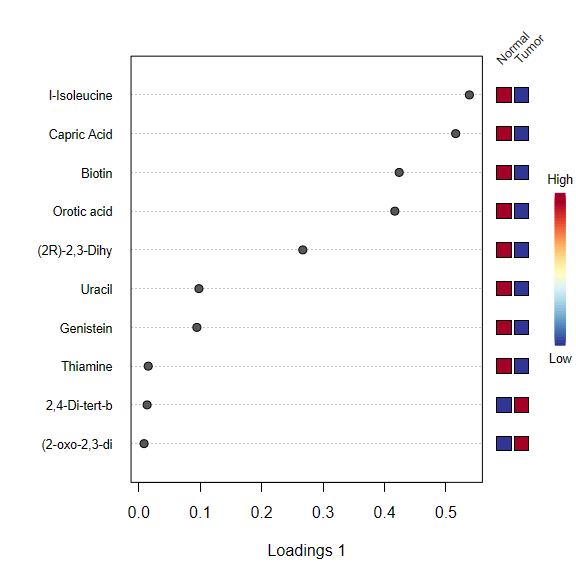 Normal
Tumor
l-Isoleucine
Capric Acid
Biotin
Orotic acid
(2R)-2,3-Dihy
Uracil
Genistein
Thiamine
2,4-Di-tert-b
(2-oxo-2,3-di
High
Low
0.0 0.1 0.2 0.3 0.4 0.5
Loadings 1